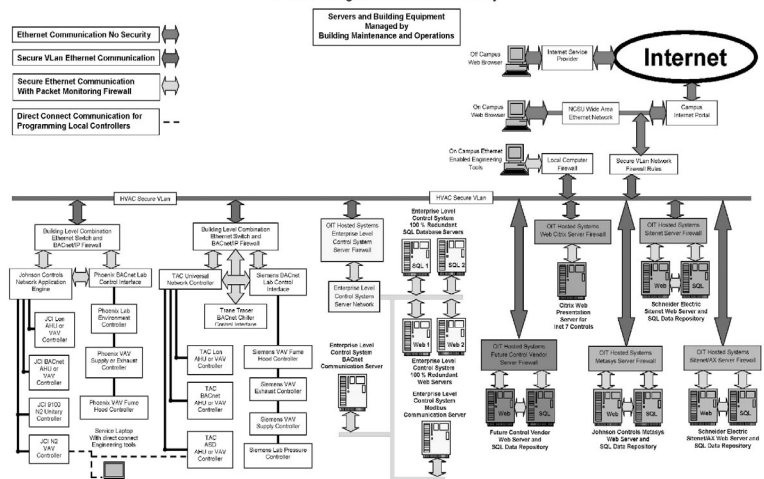 Servers and Building Equipment
Managed by
Building Maintenance and Operations
Ethernet Communication No Security
Secure VLan Ethernet Communication
Secure Ethernet Communication
With Packet Monitoring Firewall
Direct Connect Communication for
Programming Local Controllers
Off Campus
Web Browser
Internet Service
Provider
Internet
On Campus
Web Browser
NCSU Wide Area
Ethernet Network
Campus
Internet Portal
On Campus Ethernet
Enabled Engineering
Tools
Local Computer
Firewall
Secure VLan Network
Firewall Rules
HVAC Secure VLan
HVAC Secure VLan
Building Level Combination
Ethernet Switch and
BACnet/IP Firewall
Johnson Controls
Network Application
Engine
Phoenix BACnet Lab
Control Interface
JCI Lon
AHU or
VAV
JCI BACnet
AHU or
VAV
JCI 9100
N2 Unitary
Controller
JCI N2
VAV
Controller
Phoenix Lab
Environment
Controller
Phoenix VAV
Supply or Exhaust
Controller
Phoenix VAV Fume
Hood Controller
Service Laptop
With direct connect
Engineering tools
Building Level Combination
Ethernet Switch and
BACnet/IP Firewall
TAC Universal
Network Controller
Siemens BACnet
Lab Control
Interface
Trane Tracer
BACnet Chiller
Control Interface
TAC Lon
AHU or VAV
Controller
TAC
BACnet
AHU or VAV
Controller
TAC
ASD
AHU or VAV
Controller
Siemens VAV Fume
Hood Controller
Siemens VAV
Exhaust Controller
Siemens VAV
Supply Controller
Siemens Lab Pressure
Controller
OIT Hosted Systems
Enterprise Level
Control System
Server Firewall
Enterprise Level
Control System
Server Network
Enterprise Level
Control System
BACnet
Communication Server
Enterprise Level
Control System
100 % Redundant
SQL Database Servers
SQL 1
SQL 2
Web 1
Web 2
Enterprise Level
Control System
100 % Redundant
Web Servers
Enterprise Level
Control System
Modbus
Communication Server
OIT Hosted Systems
Web Citrix Server Firewall
Citrix Web
Presentation
Server for
Inet 7 Controls
OIT Hosted Systems
Sitenet Server Firewall
Web
SQL
Schneider Electric
Sitenet Web Server and
SQL Data Repository
OIT Hosted Systems
Future Control Vendor
Server Firewall
Web
SQL
Future Control Vendor
Web Server and
SQL Data Repository
OIT Hosted Systems
Metasys Server Firewall
Web
SQL
Johnson Controls Metasys
Web Server and
SQL Data Repository
OIT Hosted Systems
Sitenet/AX Server Firewall
Web
SQL
Schneider Electric
Sitenet/AX Web Server and
SQL Data Repository